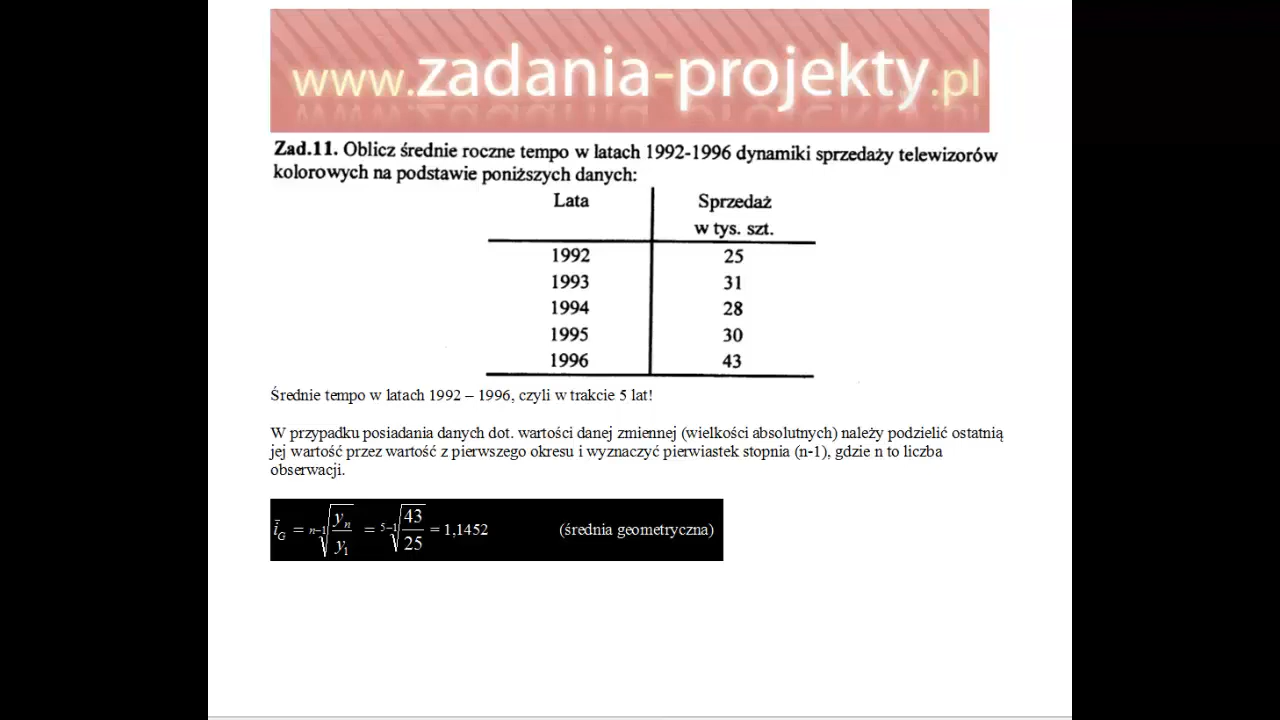 www.zadania-projekty.pl
Zad.11. Oblicz średnie roczne tempo w latach 1992-1996 dynamiki sprzedaży telewizorów
kolorowych na podstawie poniższych danych:
Lata Sprzedaż
w tys. szt.
1992 25
1993 31
1994 28
1995 30
1996 43
Średnie tempo w latach 1992 – 1996, czyli w trakcie 5 lat!
W przypadku posiadania danych dot. wartości danej zmiennej (wielkości absolutnych) należy podzielić ostatnią
jej wartość przez wartość z pierwszego okresu i wyznaczyć pierwiastek stopnia (n-1), gdzie n to liczba
obserwacji.
i̅_G = ⁿ⁻¹√(yₙ/y₁) = ⁵⁻¹√(43/25) = 1,1452 (średnia geometryczna)